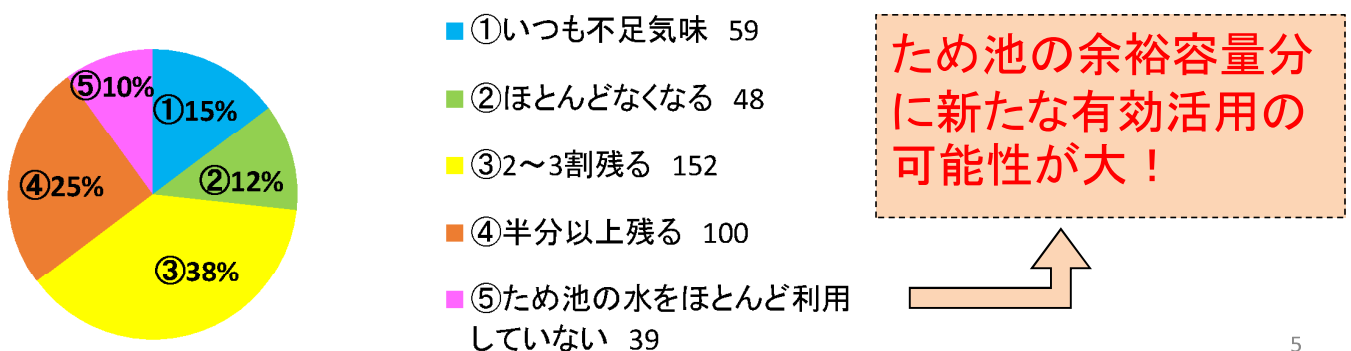 ①15%
②12%
③38%
④25%
⑤10%
①いつも不足気味 59
②ほとんどなくなる 48
③2～3割残る 152
④半分以上残る 100
⑤ため池の水をほとんど利用
していない 39
ため池の余裕容量分
に新たな有効活用の
可能性が大！
5